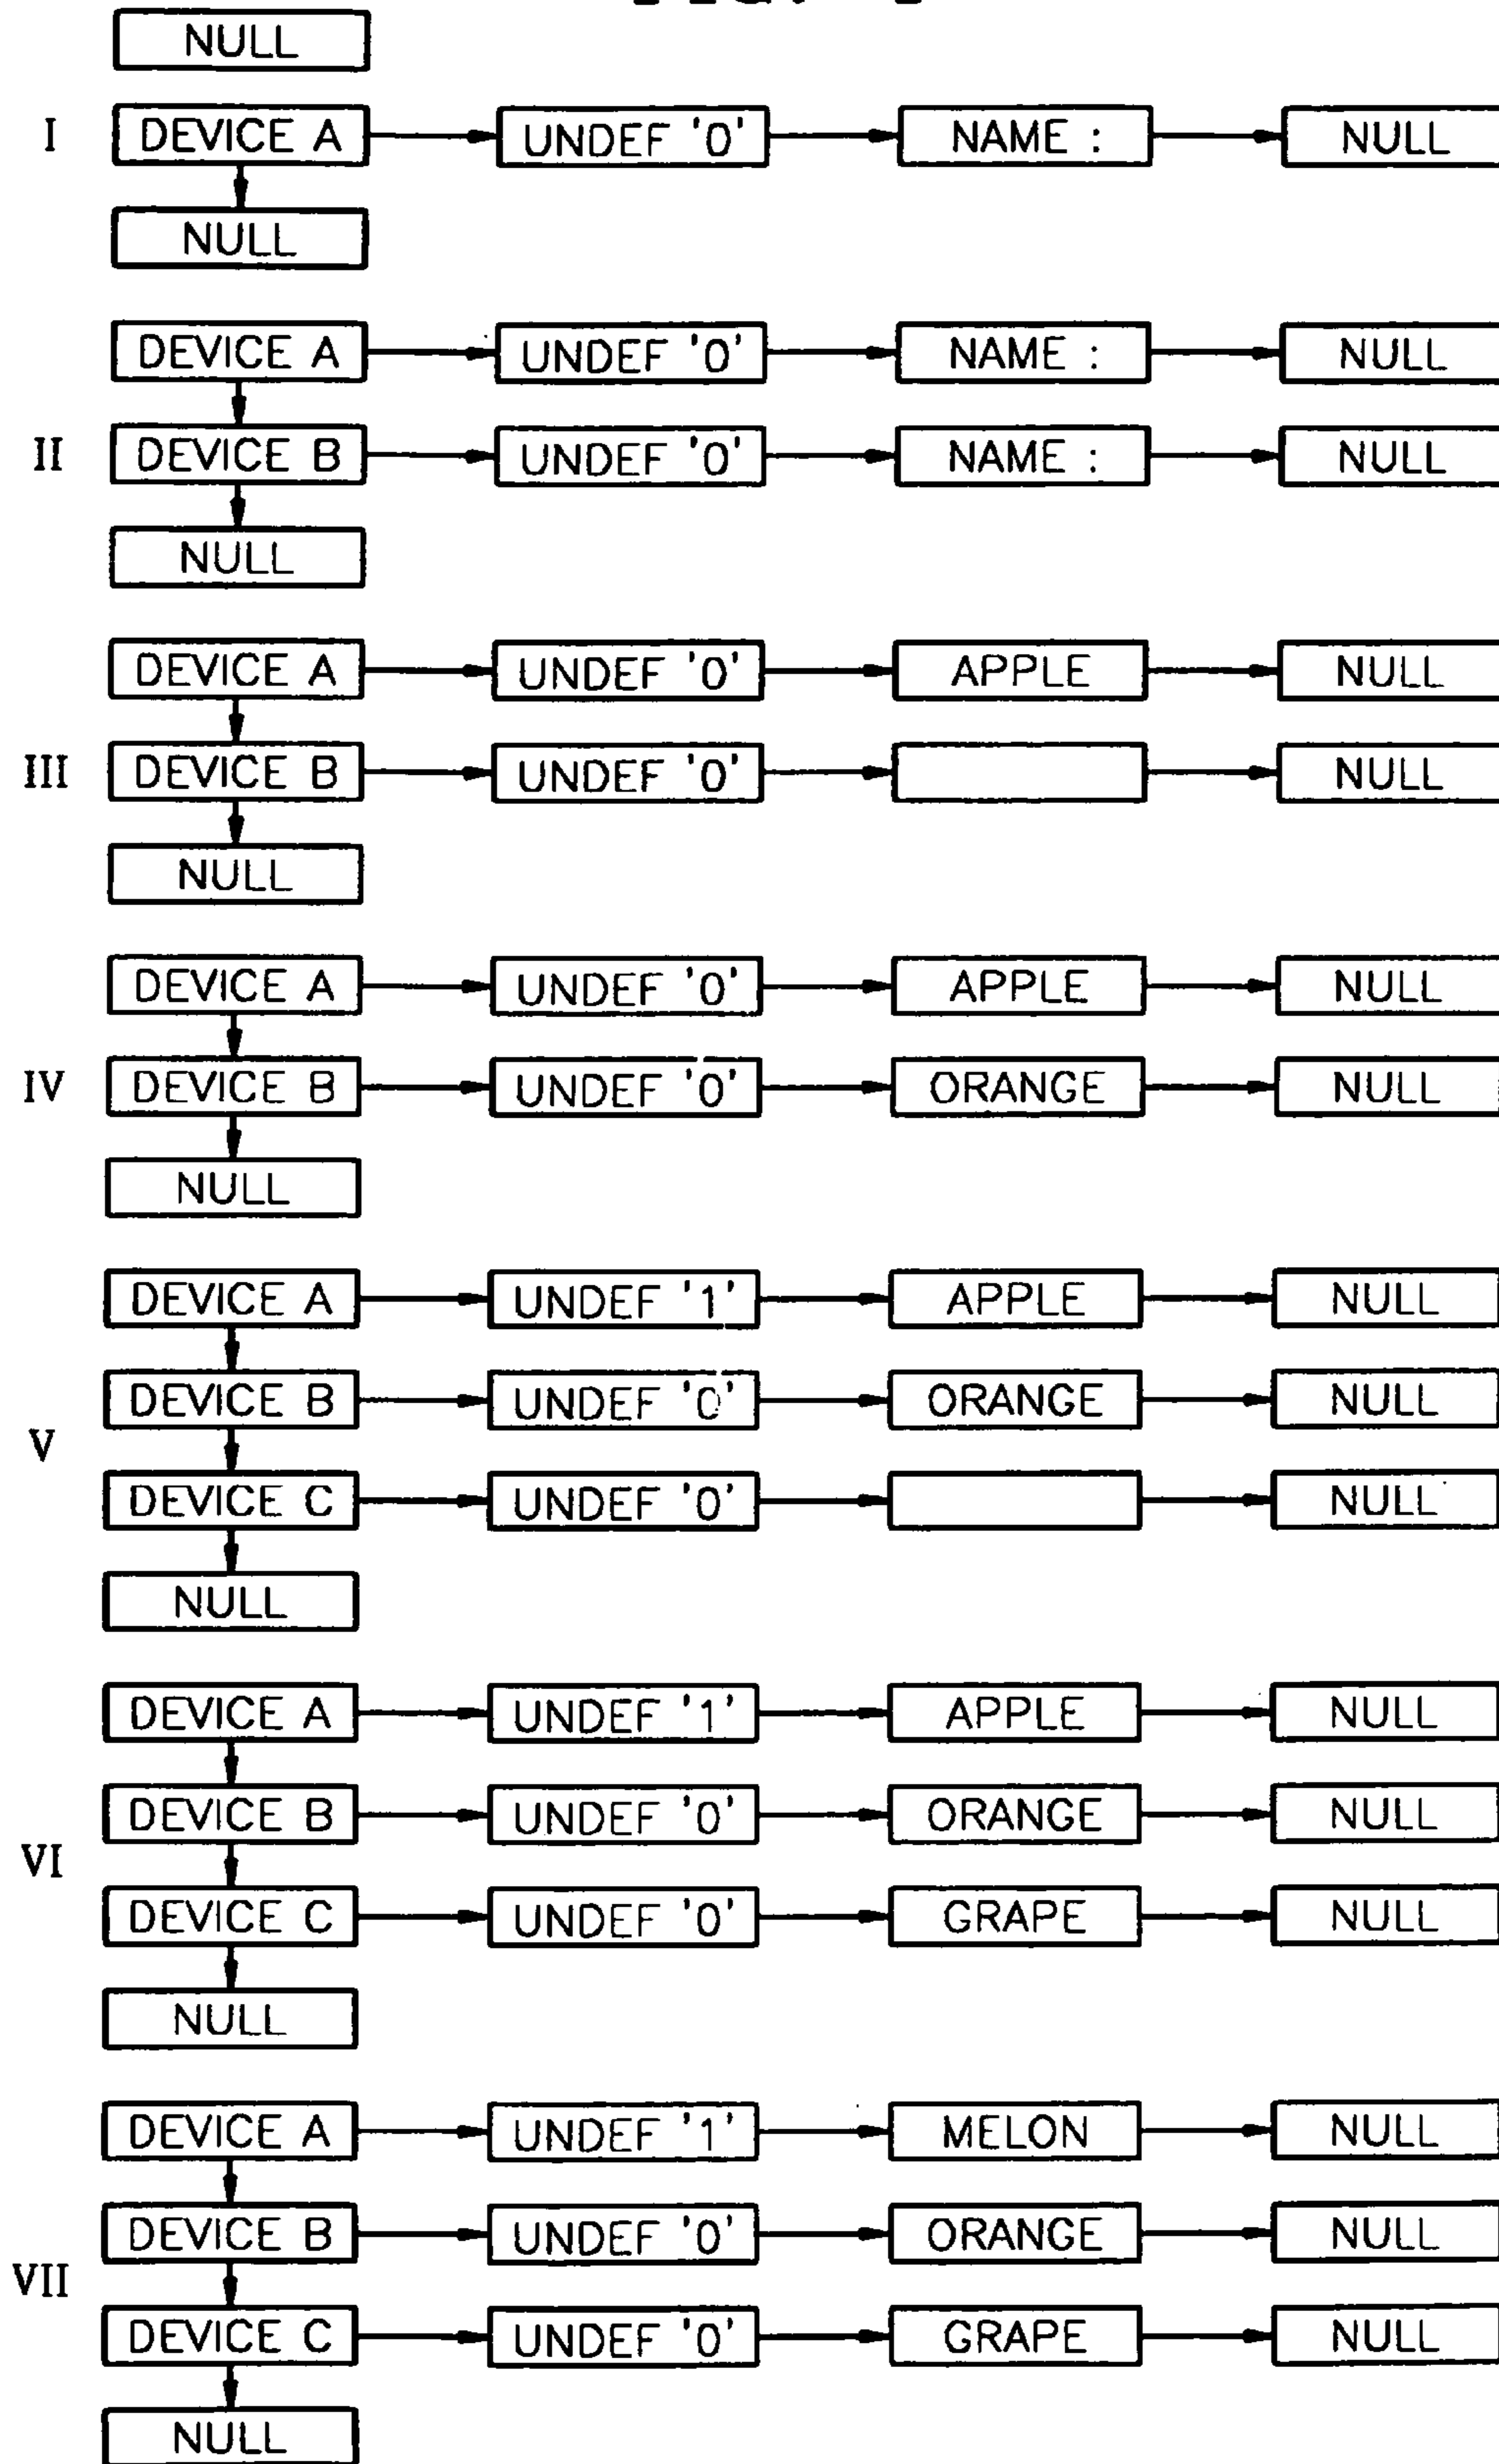 NULL
I DEVICE A UNDEF '0' NAME : NULL
NULL
DEVICE A UNDEF '0' NAME : NULL
II DEVICE B UNDEF '0' NAME : NULL
NULL
DEVICE A UNDEF '0' APPLE NULL
III DEVICE B UNDEF '0' NULL
NULL
DEVICE A UNDEF '0' APPLE NULL
IV DEVICE B UNDEF '0' ORANGE NULL
NULL
DEVICE A UNDEF '1' APPLE NULL
DEVICE B UNDEF '0' ORANGE NULL
V
DEVICE C UNDEF '0' NULL
NULL
DEVICE A UNDEF '1' APPLE NULL
DEVICE B UNDEF '0' ORANGE NULL
VI
DEVICE C UNDEF '0' GRAPE NULL
NULL
DEVICE A UNDEF '1' MELON NULL
DEVICE B UNDEF '0' ORANGE NULL
VII
DEVICE C UNDEF '0' GRAPE NULL
NULL